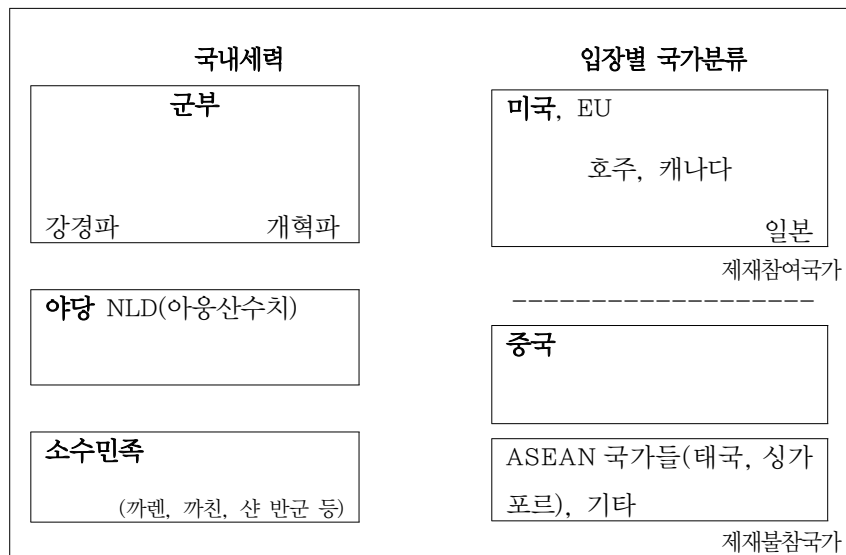 국내세력
군부
강경파 개혁파
야당 NLD(아웅산수치)
소수민족
(까렌, 까친, 샨 반군 등)
입장별 국가분류
미국, EU
호주, 캐나다
일본
제재참여국가
중국
ASEAN 국가들(태국, 싱가
포르), 기타
제재불참국가